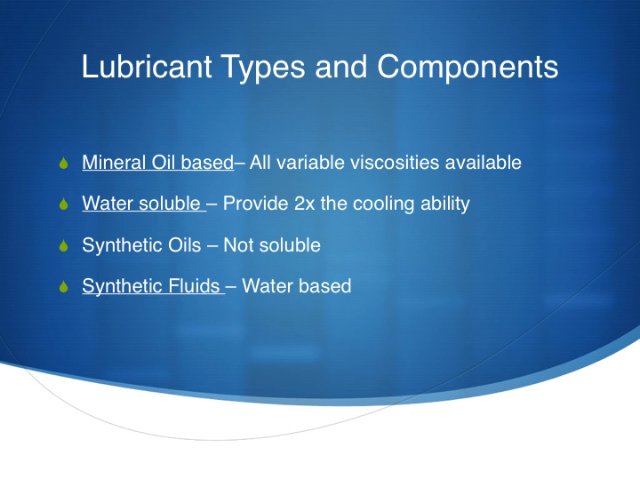 Lubricant Types and Components
Mineral Oil based– All variable viscosities available
Water soluble – Provide 2x the cooling ability
Synthetic Oils – Not soluble
Synthetic Fluids – Water based